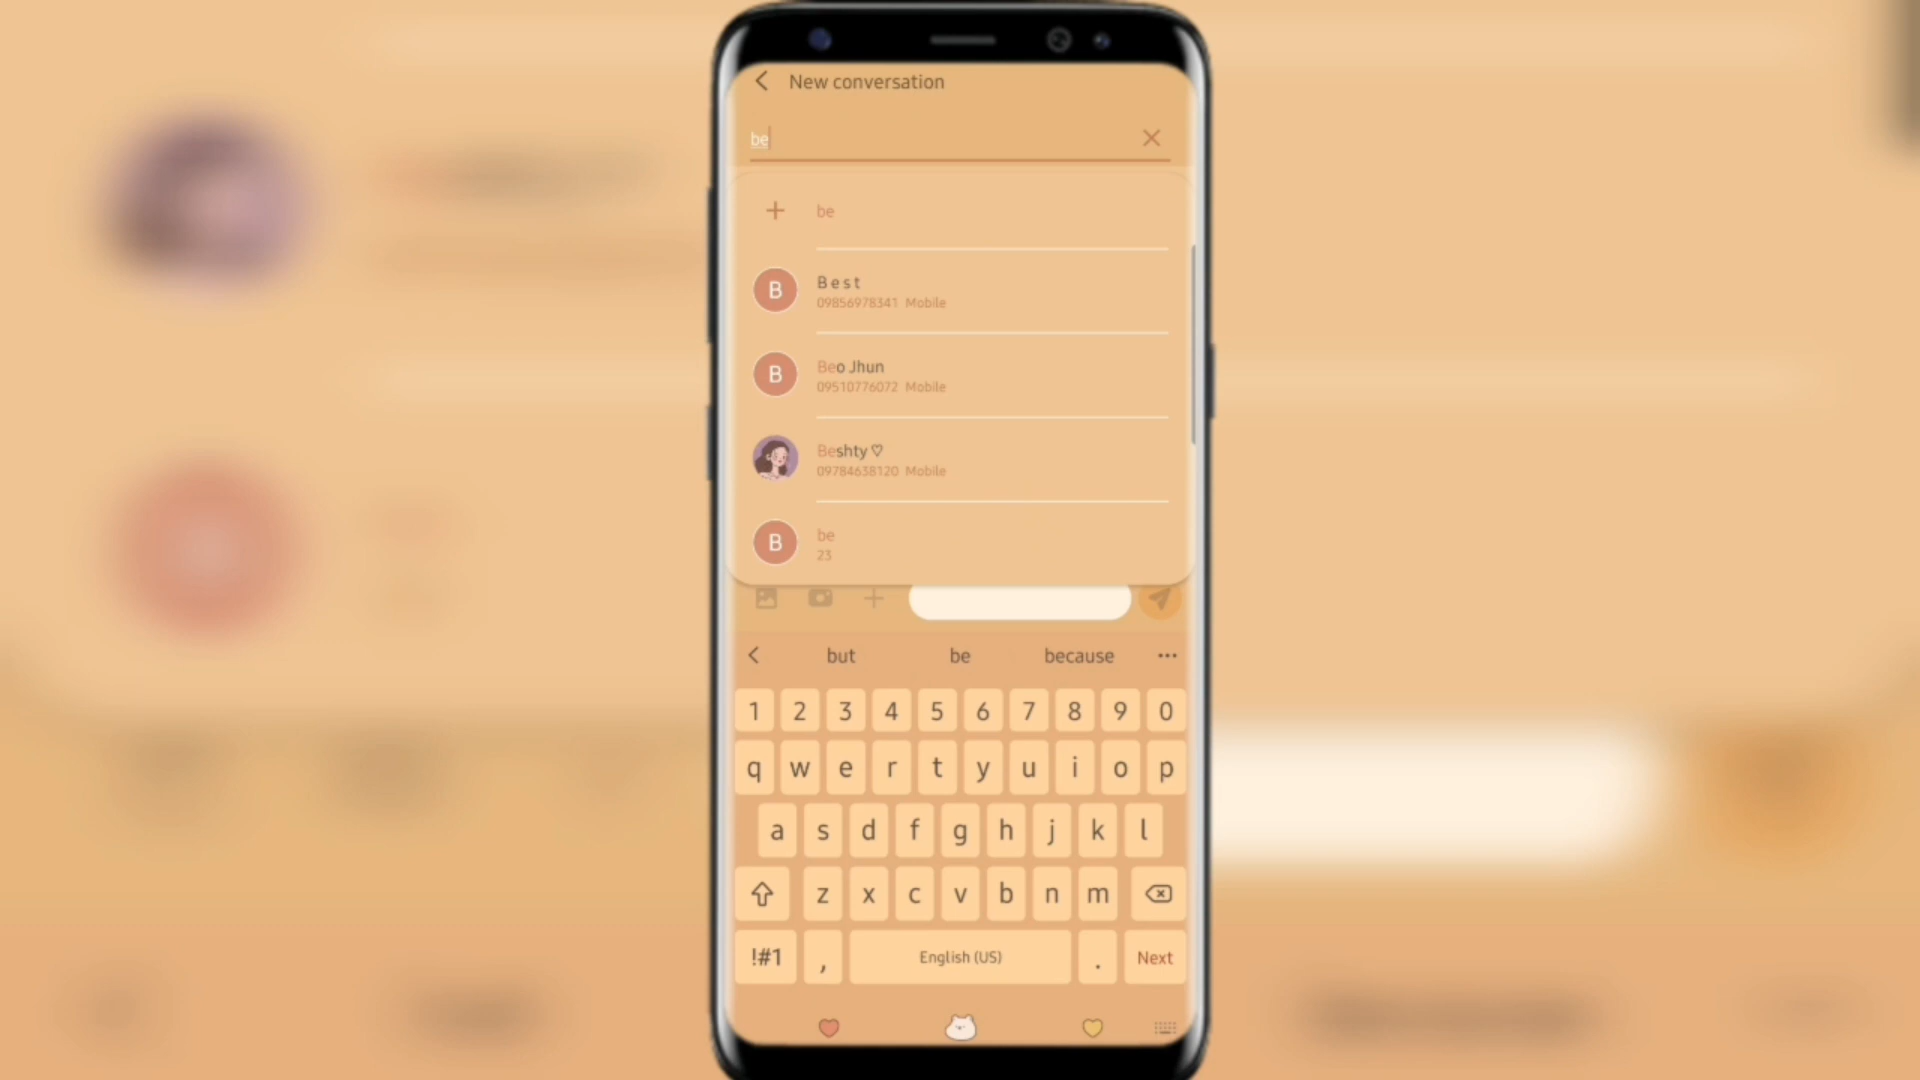 New conversation
be
be
B
Best
09856978341 Mobile
B
Beo Jhun
09510776072 Mobile
Beshty ♡
09784638120 Mobile
B
be
23
but be because
1 2 3 4 5 6 7 8 9 0
q w e r t y u i o p
a s d f g h j k l
z x c v b n m
!#1 , English (US) . Next